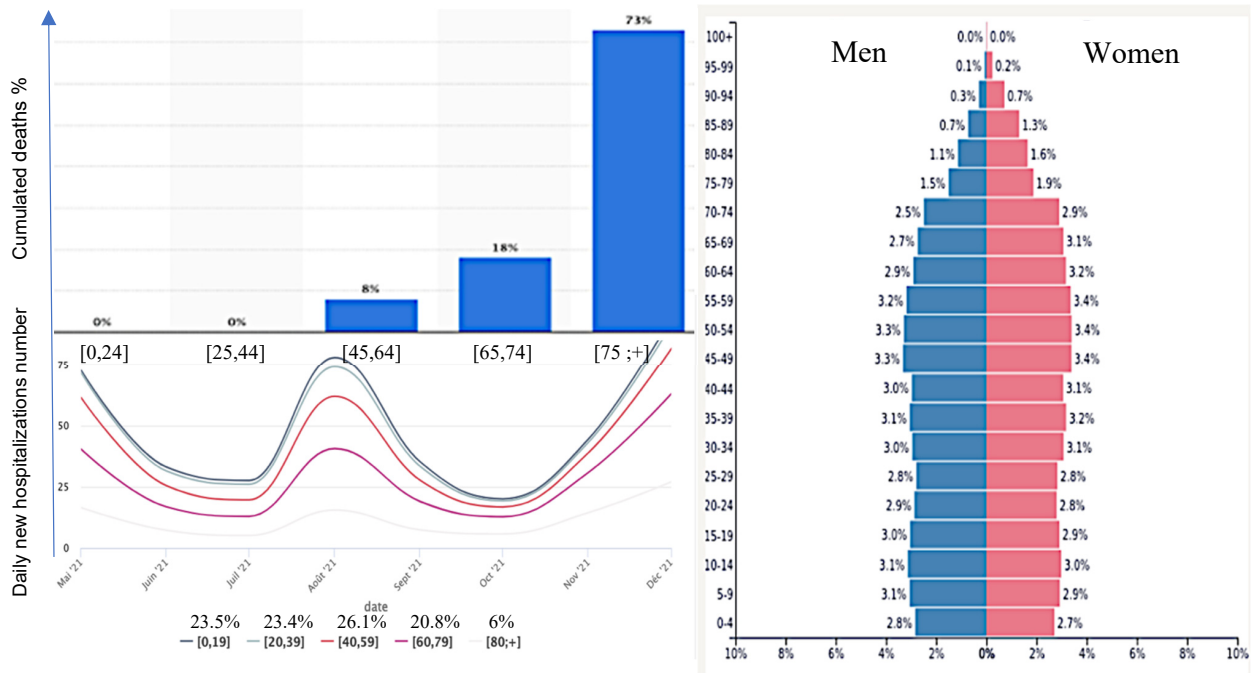 Cumulated deaths %
73%
18%
8%
0%
0%
[0,24]
[25,44]
[45,64]
[65,74]
[75 ;+]
Daily new hospitalizations number
75
50
25
0
Mai '21
Juin '21
Juil '21
Août '21
Sept '21
Oct '21
Nov '21
Déc '21
date
23.5% 23.4% 26.1% 20.8% 6%
[0,19] [20,39] [40,59] [60,79] [80;+]
Men Women
100+ 0.0% 0.0%
95-99 0.1% 0.2%
90-94 0.3% 0.7%
85-89 0.7% 1.3%
80-84 1.1% 1.6%
75-79 1.5% 1.9%
70-74 2.5% 2.9%
65-69 2.7% 3.1%
60-64 2.9% 3.2%
55-59 3.2% 3.4%
50-54 3.3% 3.4%
45-49 3.3% 3.4%
40-44 3.0% 3.1%
35-39 3.1% 3.2%
30-34 3.0% 3.1%
25-29 2.8% 2.8%
20-24 2.9% 2.8%
15-19 3.0% 2.9%
10-14 3.1% 3.0%
5-9 3.1% 2.9%
0-4 2.8% 2.7%
10% 8% 6% 4% 2% 0% 2% 4% 6% 8% 10%